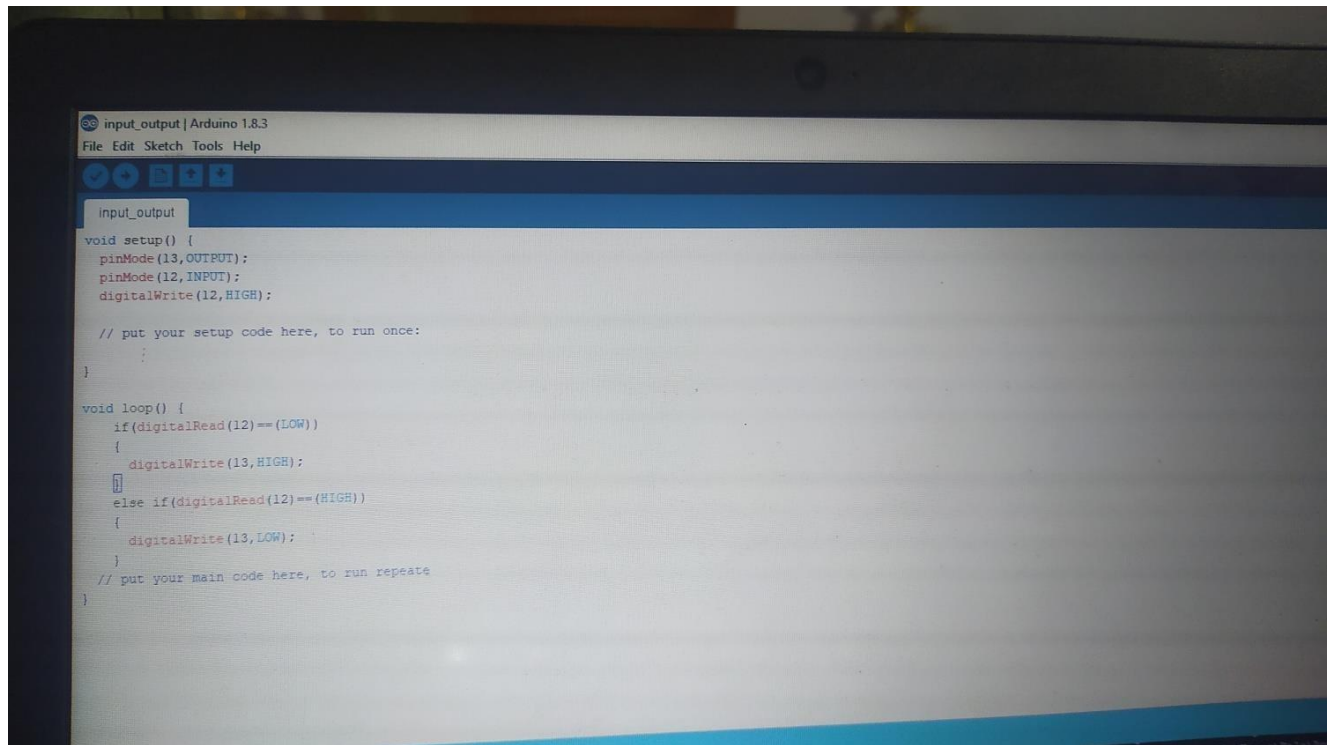 input_output | Arduino 1.8.3
File Edit Sketch Tools Help
input_output
void setup() {
  pinMode(13,OUTPUT);
  pinMode(12,INPUT);
  digitalWrite(12,HIGH);
  // put your setup code here, to run once:
}
void loop() {
    if(digitalRead(12)==(LOW))
    {
      digitalWrite(13,HIGH);
    }
    else if(digitalRead(12)==(HIGH))
    {
      digitalWrite(13,LOW);
    }
  // put your main code here, to run repeate
}